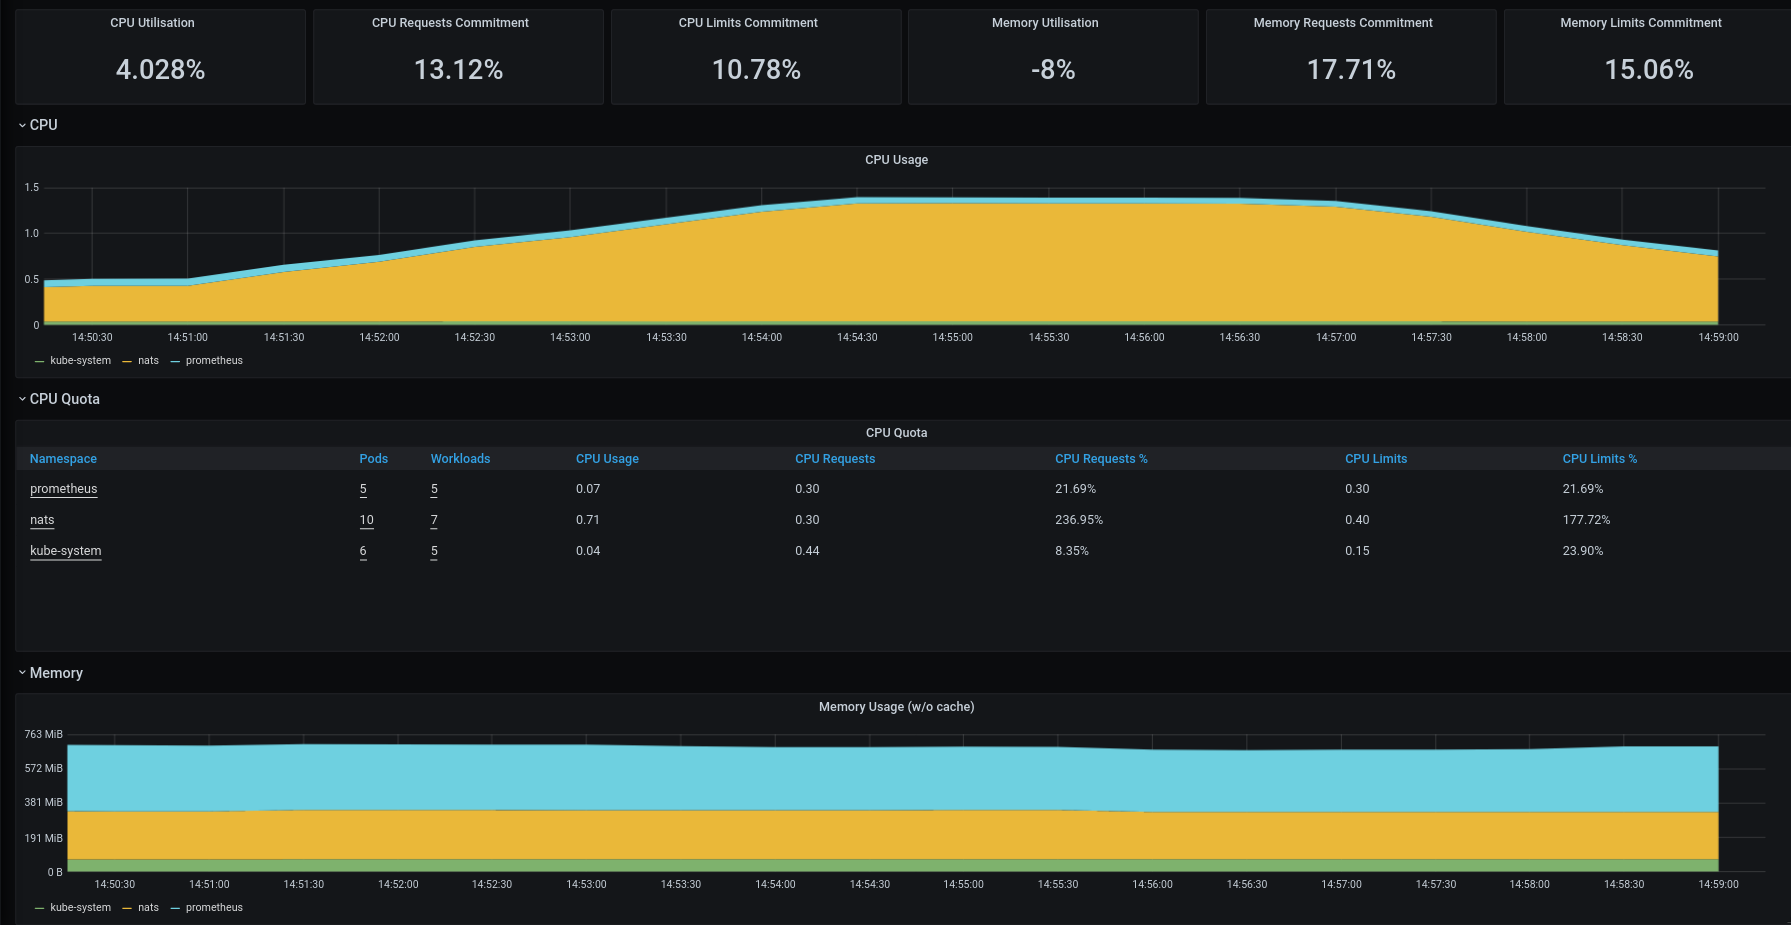 CPU Utilisation CPU Requests Commitment CPU Limits Commitment Memory Utilisation Memory Requests Commitment Memory Limits Commitment
4.028% 13.12% 10.78% -8% 17.71% 15.06%
CPU
CPU Usage
1.5
1.0
0.5
0
14:50:30 14:51:00 14:51:30 14:52:00 14:52:30 14:53:00 14:53:30 14:54:00 14:54:30 14:55:00 14:55:30 14:56:00 14:56:30 14:57:00 14:57:30 14:58:00 14:58:30 14:59:00
kube-system nats prometheus
CPU Quota
CPU Quota
Namespace Pods Workloads CPU Usage CPU Requests CPU Requests % CPU Limits CPU Limits %
prometheus 5 5 0.07 0.30 21.69% 0.30 21.69%
nats 10 7 0.71 0.30 236.95% 0.40 177.72%
kube-system 6 5 0.04 0.44 8.35% 0.15 23.90%
Memory
Memory Usage (w/o cache)
763 MiB
572 MiB
381 MiB
191 MiB
0 B
14:50:30 14:51:00 14:51:30 14:52:00 14:52:30 14:53:00 14:53:30 14:54:00 14:54:30 14:55:00 14:55:30 14:56:00 14:56:30 14:57:00 14:57:30 14:58:00 14:58:30 14:59:00
kube-system nats prometheus